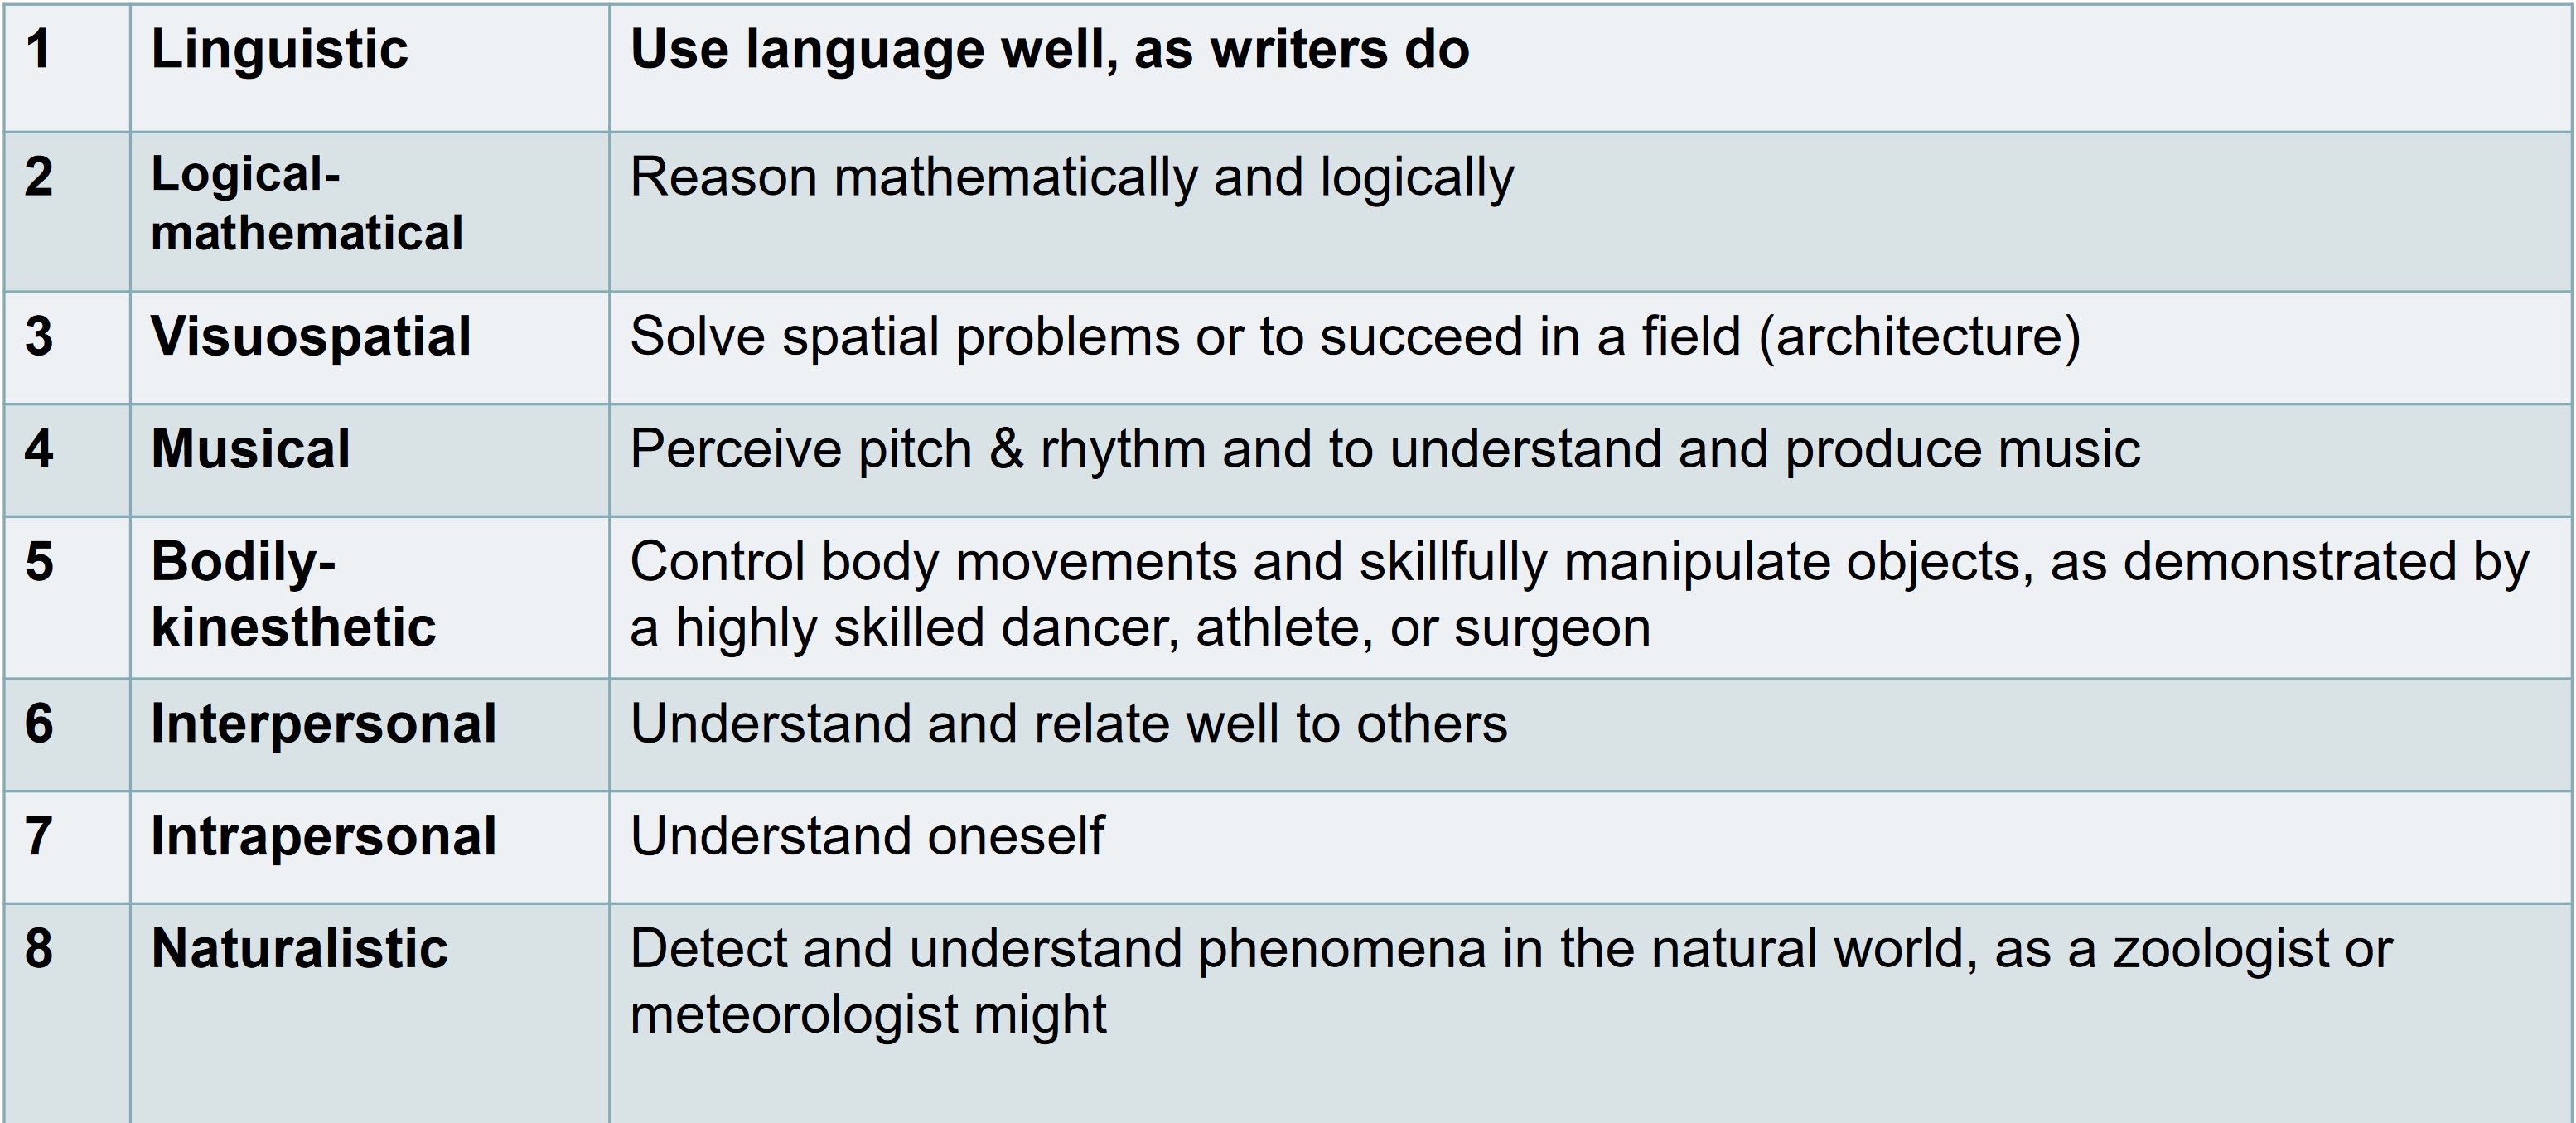 1 Linguistic Use language well, as writers do
2 Logical- Reason mathematically and logically
mathematical
3 Visuospatial Solve spatial problems or to succeed in a field (architecture)
4 Musical Perceive pitch & rhythm and to understand and produce music
5 Bodily- Control body movements and skillfully manipulate objects, as demonstrated by
kinesthetic a highly skilled dancer, athlete, or surgeon
6 Interpersonal Understand and relate well to others
7 Intrapersonal Understand oneself
8 Naturalistic Detect and understand phenomena in the natural world, as a zoologist or
meteorologist might